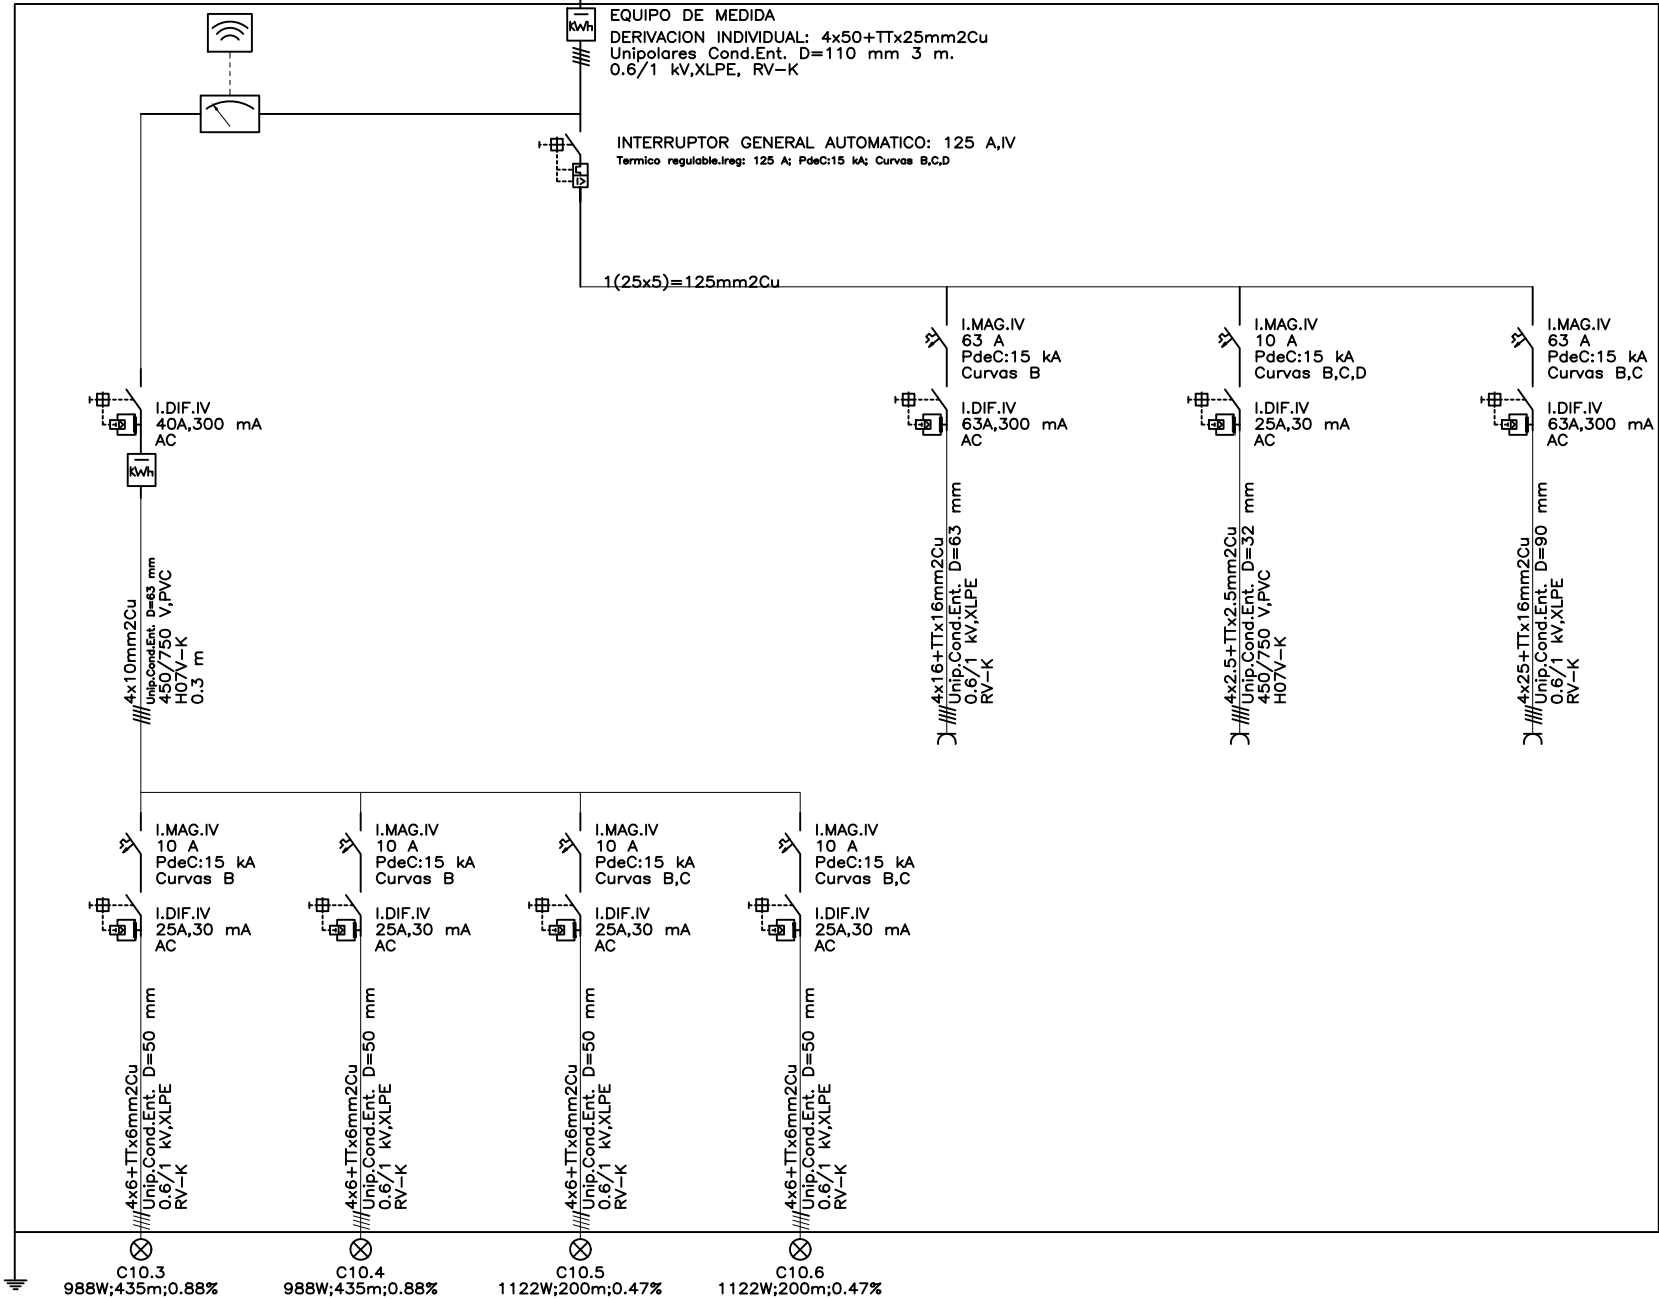 KWh
EQUIPO DE MEDIDA
DERIVACION INDIVIDUAL: 4x50+TTx25mm2Cu
Unipolares Cond.Ent. D=110 mm 3 m.
0.6/1 kV,XLPE, RV-K
INTERRUPTOR GENERAL AUTOMATICO: 125 A,IV
Termico regulable.Ireg: 125 A; PdeC:15 kA; Curvas B,C,D
I>
1(25x5)=125mm2Cu
I.MAG.IV
63 A
PdeC:15 kA
Curvas B
I.DIF.IV
63A,300 mA
AC
4x16+TTx16mm2Cu
Unip.Cond.Ent. D=63 mm
0.6/1 kV,XLPE
RV-K
I.MAG.IV
10 A
PdeC:15 kA
Curvas B,C,D
I.DIF.IV
25A,30 mA
AC
4x2.5+TTx2.5mm2Cu
Unip.Cond.Ent. D=32 mm
450/750 V,PVC
H07V-K
I.MAG.IV
63 A
PdeC:15 kA
Curvas B,C
I.DIF.IV
63A,300 mA
AC
4x25+TTx16mm2Cu
Unip.Cond.Ent. D=90 mm
0.6/1 kV,XLPE
RV-K
I.DIF.IV
40A,300 mA
AC
KWh
4x10mm2Cu
Unip.Cond.Ent. D=63 mm
450/750 V,PVC
H07V-K
0.3 m
I.MAG.IV
10 A
PdeC:15 kA
Curvas B
I.DIF.IV
25A,30 mA
AC
4x6+TTx6mm2Cu
Unip.Cond.Ent. D=50 mm
0.6/1 kV,XLPE
RV-K
C10.3
988W;435m;0.88%
I.MAG.IV
10 A
PdeC:15 kA
Curvas B
I.DIF.IV
25A,30 mA
AC
4x6+TTx6mm2Cu
Unip.Cond.Ent. D=50 mm
0.6/1 kV,XLPE
RV-K
C10.4
988W;435m;0.88%
I.MAG.IV
10 A
PdeC:15 kA
Curvas B,C
I.DIF.IV
25A,30 mA
AC
4x6+TTx6mm2Cu
Unip.Cond.Ent. D=50 mm
0.6/1 kV,XLPE
RV-K
C10.5
1122W;200m;0.47%
I.MAG.IV
10 A
PdeC:15 kA
Curvas B,C
I.DIF.IV
25A,30 mA
AC
4x6+TTx6mm2Cu
Unip.Cond.Ent. D=50 mm
0.6/1 kV,XLPE
RV-K
C10.6
1122W;200m;0.47%